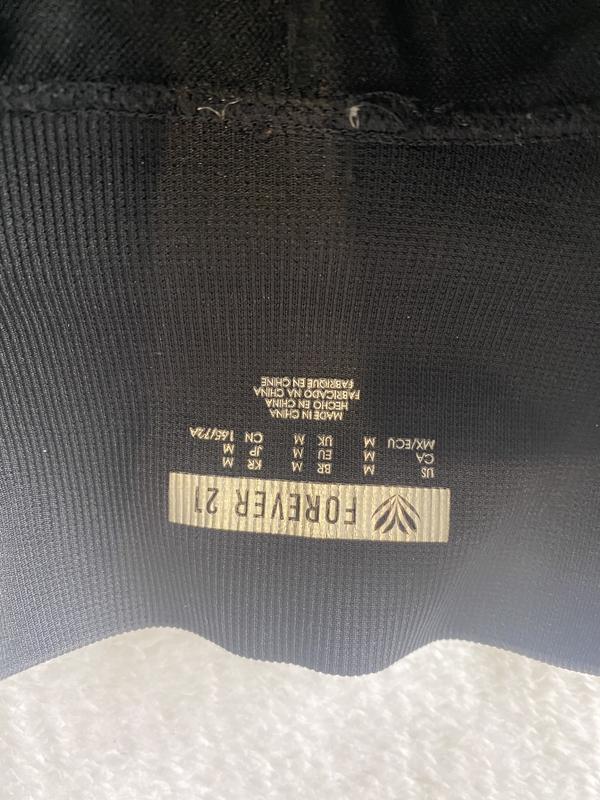 FOREVER 21
US M BR M KR M
CA M EU M JP M
MX/ECU M UK M CN 165/72A
MADE IN CHINA
HECHO EN CHINA
FABRICADO NA CHINA
FABRIQUÉ EN CHINE